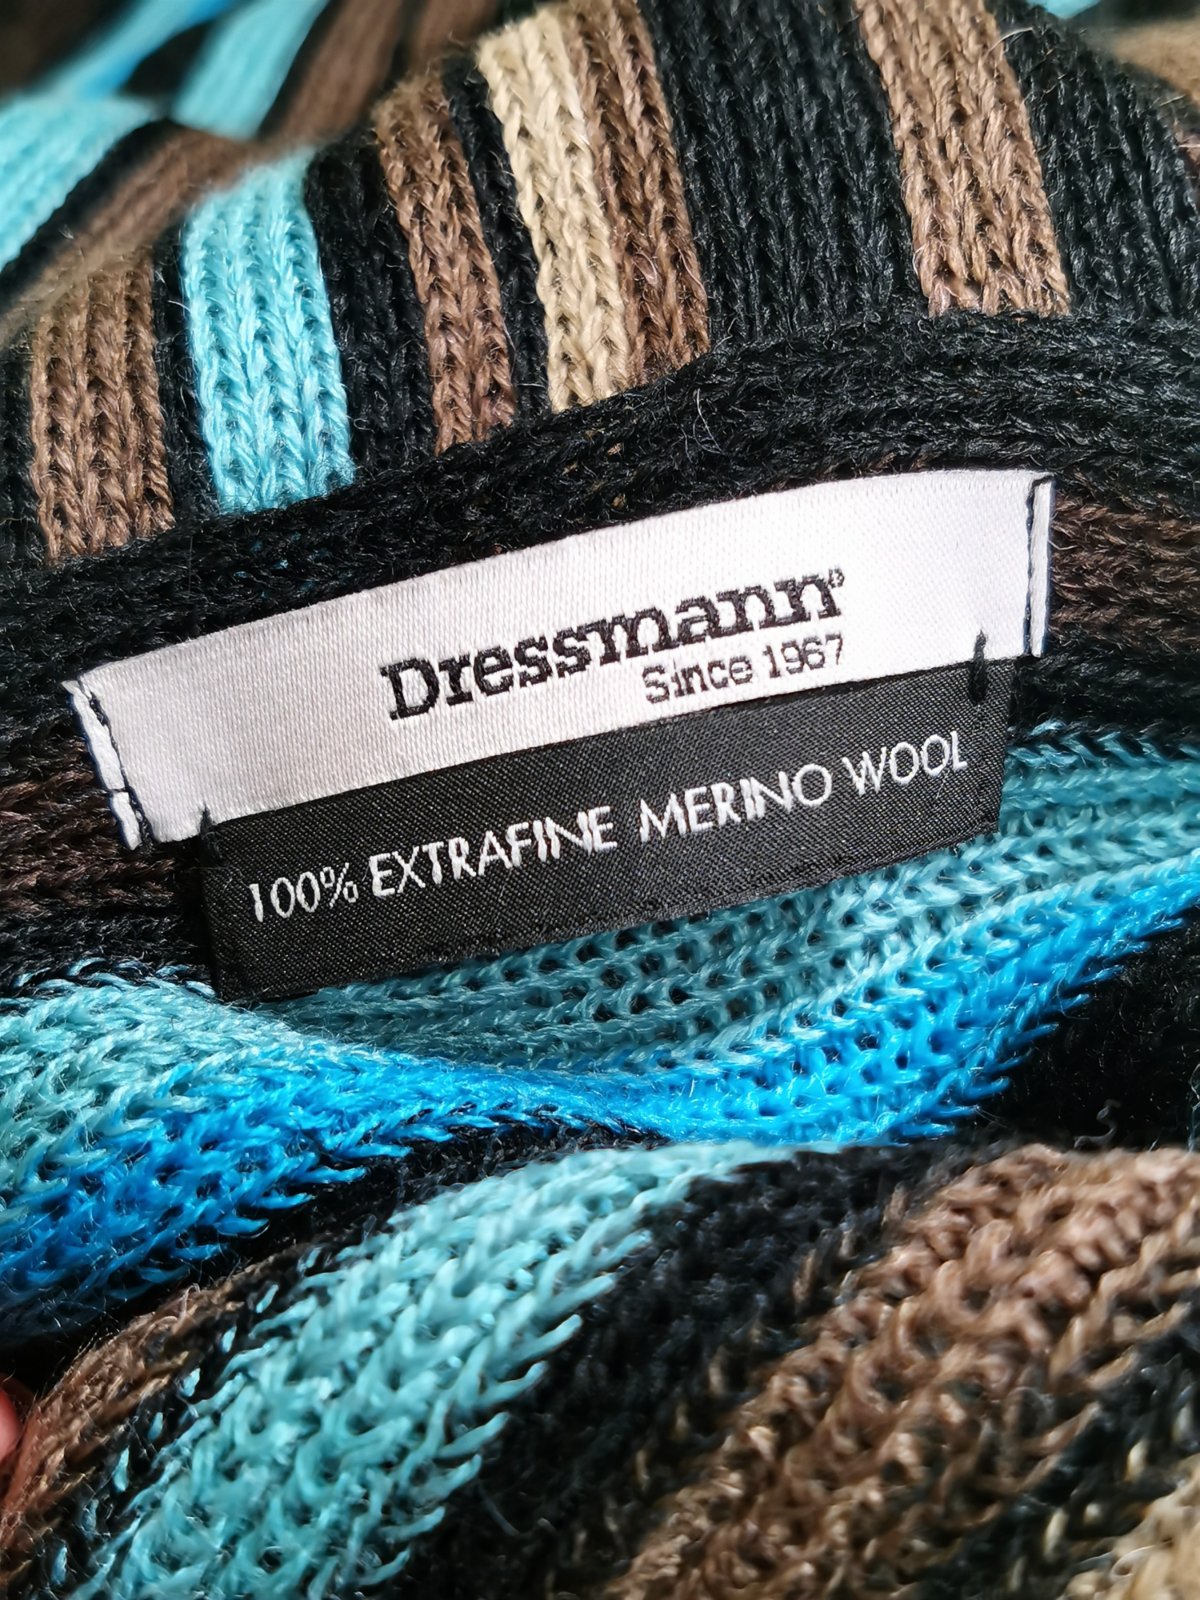 Dressmann®
Since 1967
100% EXTRAFINE MERINO WOOL